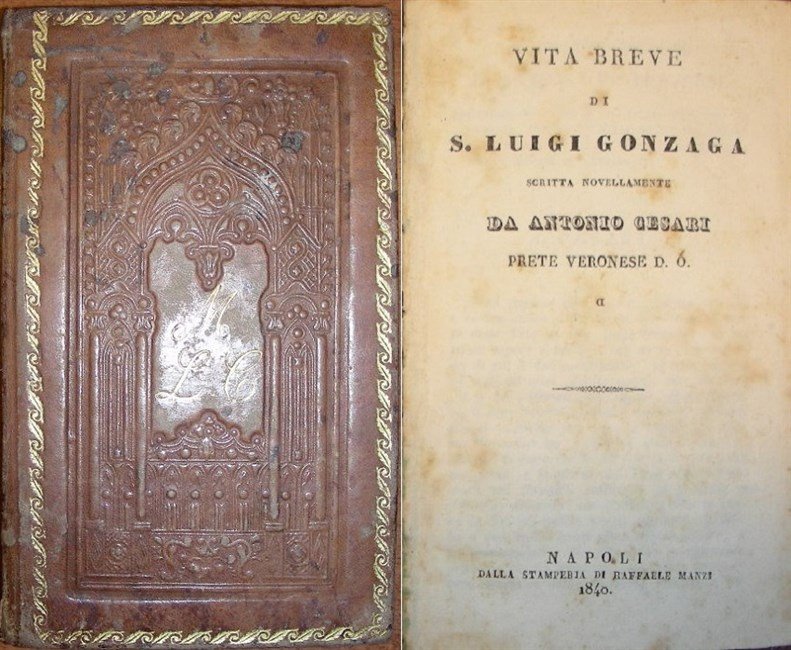 M
L C
VITA BREVE
DI
S. LUIGI GONZAGA
SCRITTA NOVELLAMENTE
DA ANTONIO CESARI
PRETE VERONESE D. O.
NAPOLI
DALLA STAMPERIA DI RAFFAELE MANZI
1840.